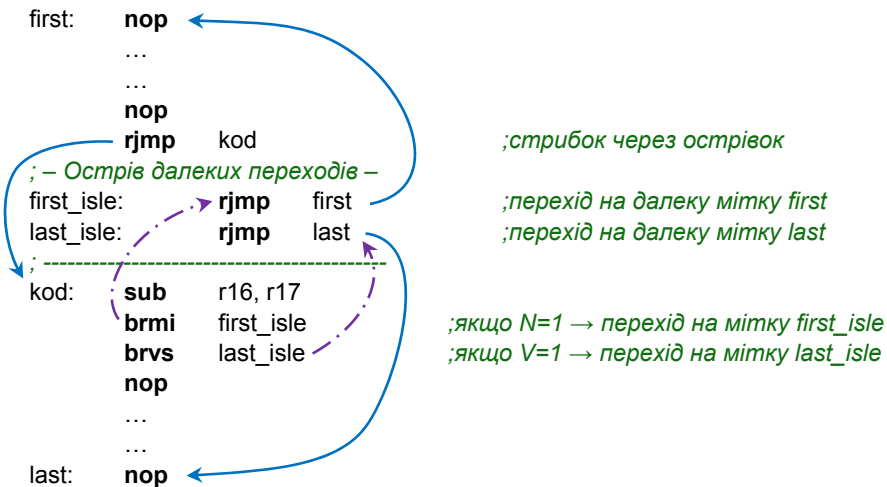 first: nop
…
…
nop
rjmp kod ;стрибок через острівок
; – Острів далеких переходів –
first_isle: rjmp first ;перехід на далеку мітку first
last_isle: rjmp last ;перехід на далеку мітку last
; -------------------------------------------
kod: sub r16, r17
brmi first_isle ;якщо N=1 → перехід на мітку first_isle
brvs last_isle ;якщо V=1 → перехід на мітку last_isle
nop
…
…
last: nop